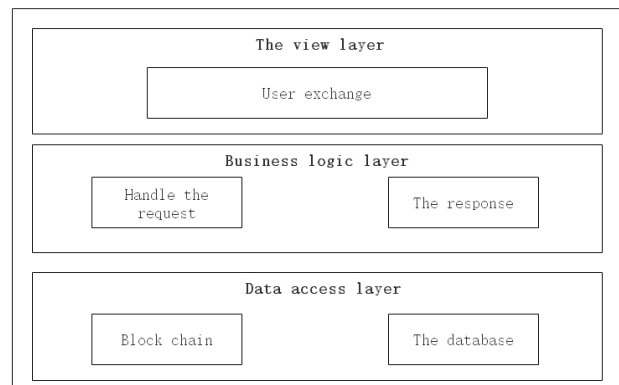 The view layer
User exchange
Business logic layer
Handle the
request
The response
Data access layer
Block chain
The database